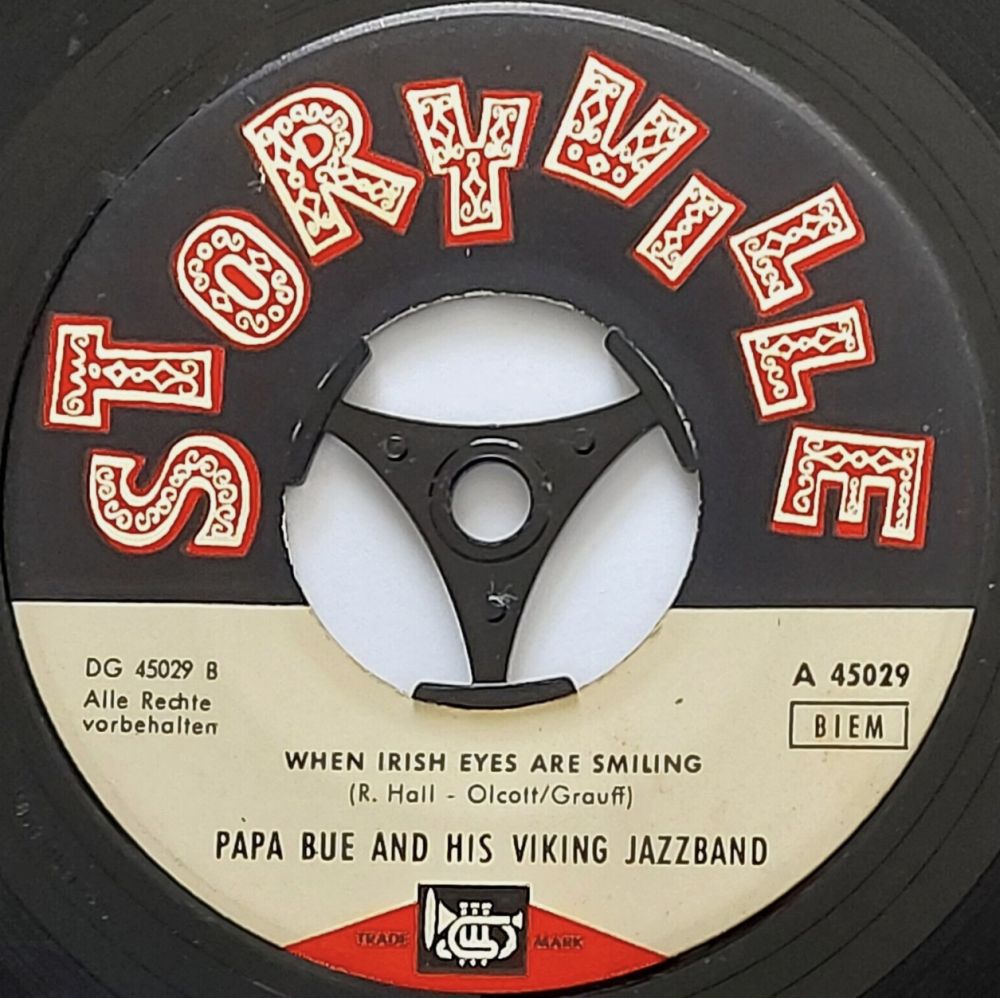 STORYVILLE
DG 45029 B
Alle Rechte
vorbehalten
A 45029
BIEM
WHEN IRISH EYES ARE SMILING
(R. Hall - Olcott/Grauff)
PAPA BUE AND HIS VIKING JAZZBAND
TRADE MARK